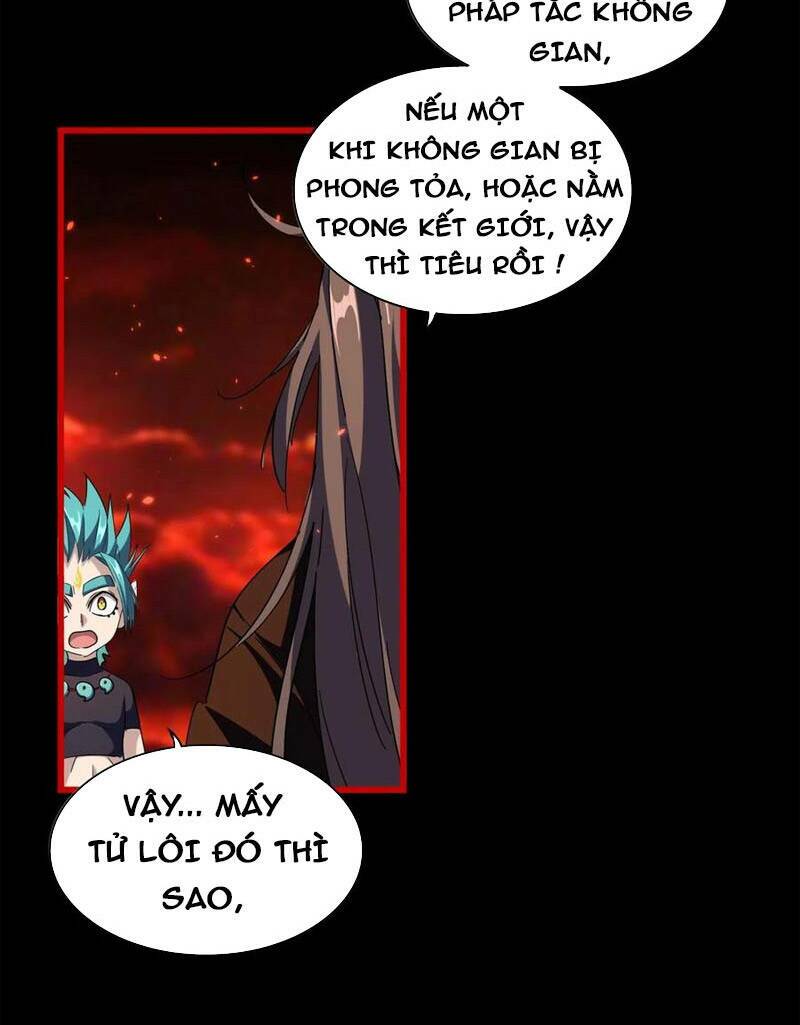 PHÁP TẮC KHÔNG
GIAN,
NẾU MỘT
KHI KHÔNG GIAN BỊ
PHONG TỎA, HOẶC NẰM
TRONG KẾT GIỚI, VẬY
THÌ TIÊU RỒI !
VẬY... MẤY
TỬ LÔI ĐÓ THÌ
SAO,